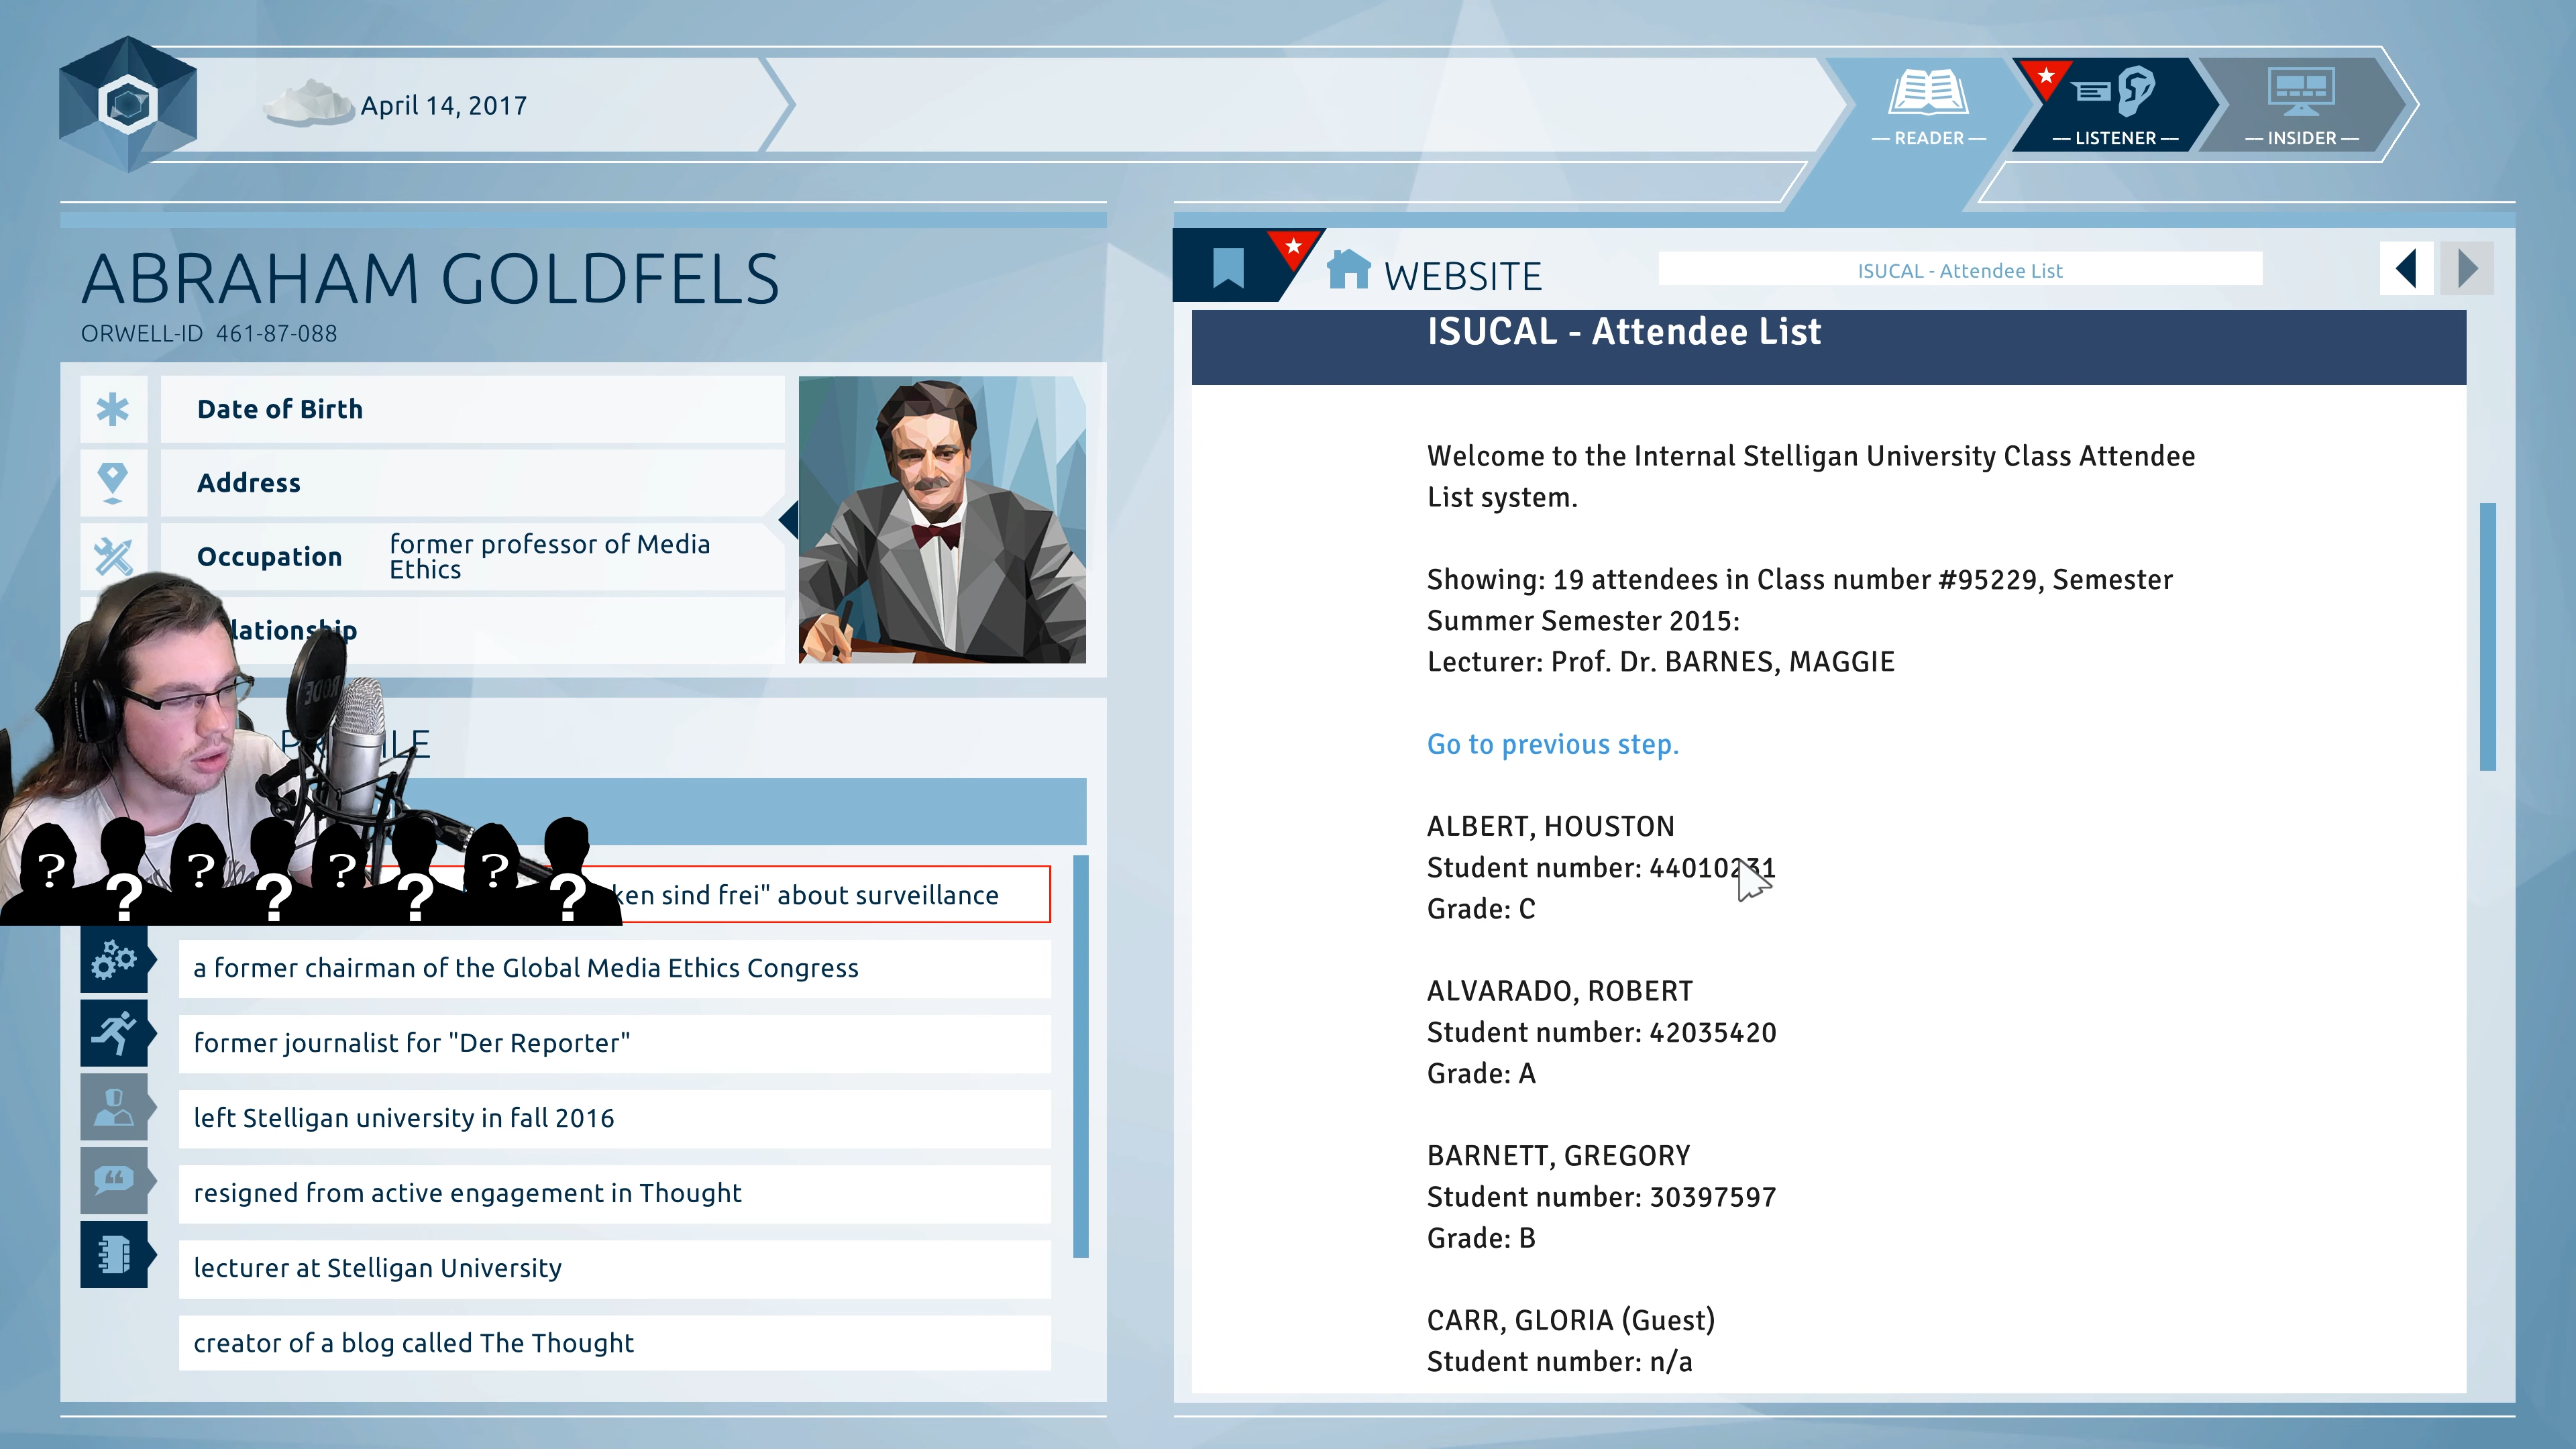 April 14, 2017
— READER —
— LISTENER —
— INSIDER —
ABRAHAM GOLDFELS
ORWELL-ID 461-87-088
Date of Birth
Address
Occupation
former professor of Media
Ethics
lationship
RODE
ken sind frei" about surveillance
a former chairman of the Global Media Ethics Congress
former journalist for "Der Reporter"
left Stelligan university in fall 2016
resigned from active engagement in Thought
lecturer at Stelligan University
creator of a blog called The Thought
? ? ? ? ? ? ? ?
WEBSITE
ISUCAL - Attendee List
ISUCAL - Attendee List
Welcome to the Internal Stelligan University Class Attendee
List system.
Showing: 19 attendees in Class number #95229, Semester
Summer Semester 2015:
Lecturer: Prof. Dr. BARNES, MAGGIE
Go to previous step.
ALBERT, HOUSTON
Student number: 44010231
Grade: C
ALVARADO, ROBERT
Student number: 42035420
Grade: A
BARNETT, GREGORY
Student number: 30397597
Grade: B
CARR, GLORIA (Guest)
Student number: n/a